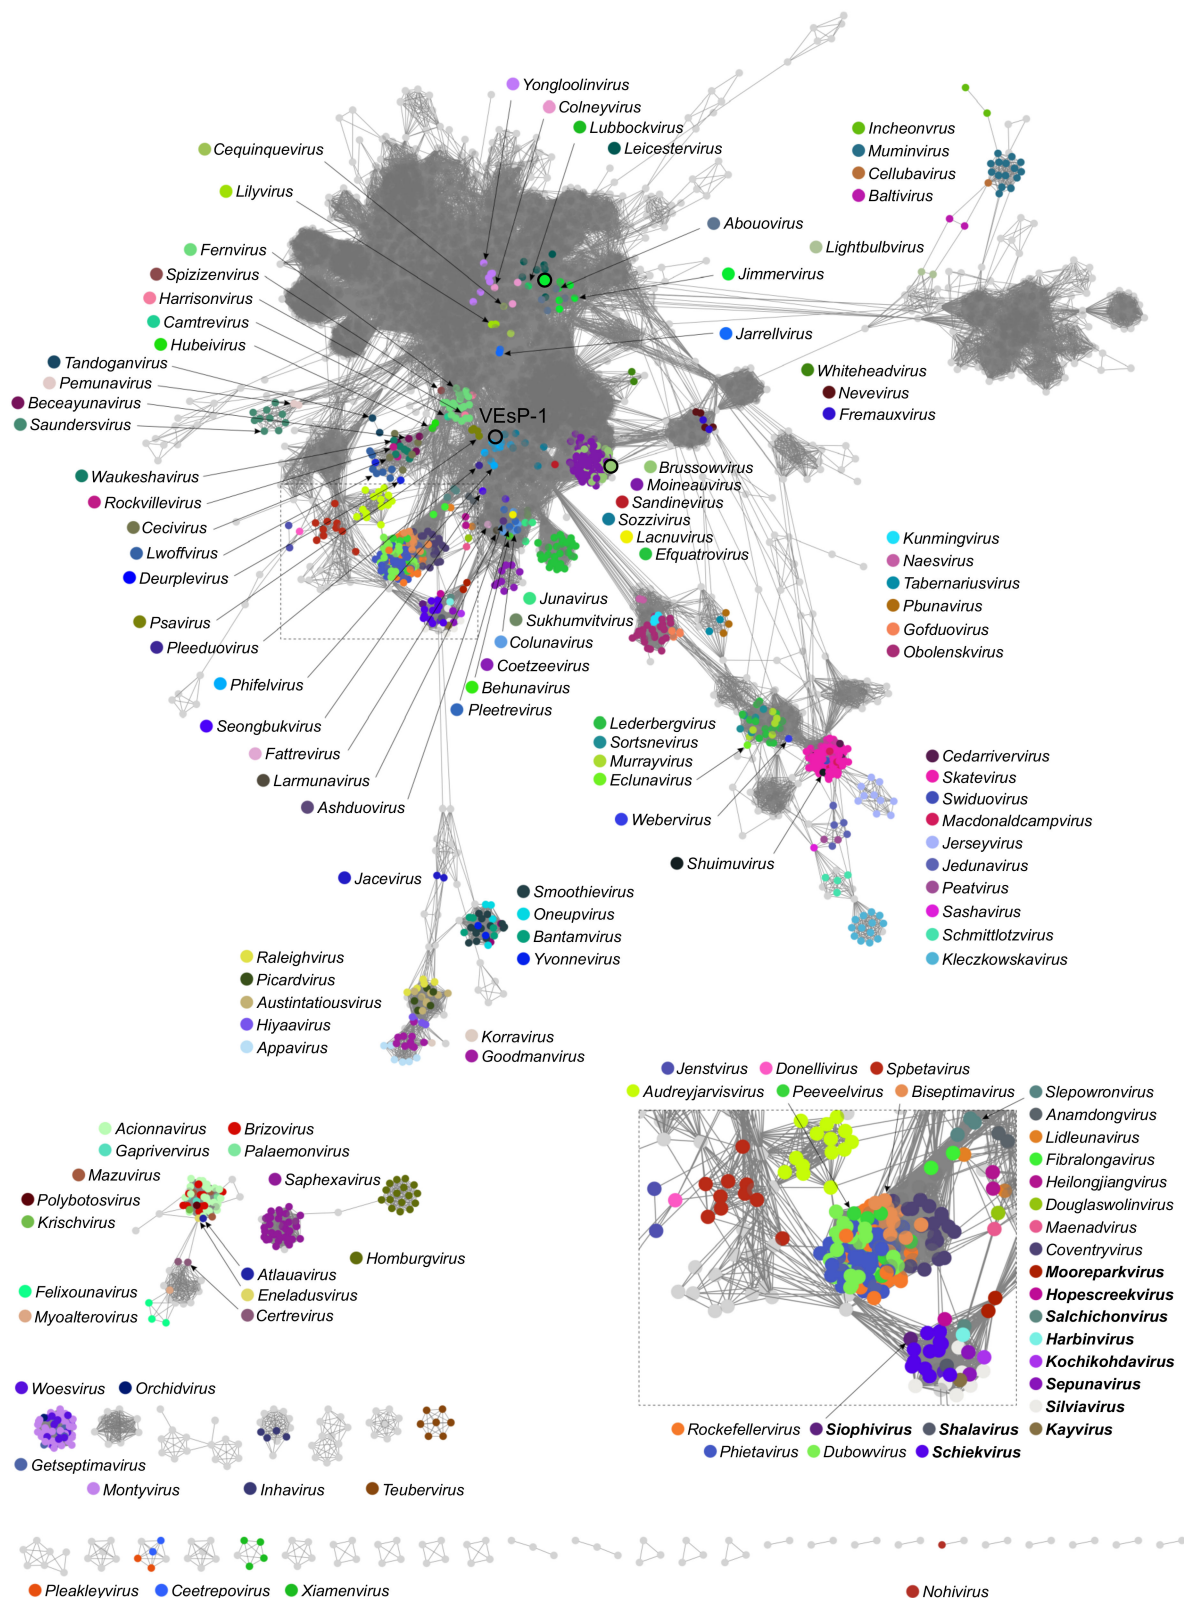 Yongloolinvirus
Colneyvirus
Lubbockvirus
Leicestervirus
Cequinquevirus
Lilyvirus
Incheonvrus
Muminvirus
Cellubavirus
Baltivirus
Abouovirus
Lightbulbvirus
Jimmervirus
Fernvirus
Spizizenvirus
Harrisonvirus
Camtrevirus
Hubeivirus
Tandoganvirus
Pemunavirus
Beceayunavirus
Saundersvirus
Jarrellvirus
Whiteheadvirus
Nevevirus
Fremauxvirus
VEsP-1
Waukeshavirus
Rockvillevirus
Cecivirus
Lwoffvirus
Deurplevirus
Psavirus
Pleeduovirus
Phifelvirus
Seongbukvirus
Fattrevirus
Larmunavirus
Ashduovirus
Brussowvirus
Moineauvirus
Sandinevirus
Sozzivirus
Lacnuvirus
Efquatrovirus
Junavirus
Sukhumvitvirus
Colunavirus
Coetzeevirus
Behunavirus
Pleetrevirus
Kunmingvirus
Naesvirus
Tabernariusvirus
Pbunavirus
Gofduovirus
Obolenskvirus
Lederbergvirus
Sortsnevirus
Murrayvirus
Eclunavirus
Webervirus
Shuimuvirus
Cedarrivervirus
Skatevirus
Swiduovirus
Macdonaldcampvirus
Jerseyvirus
Jedunavirus
Peatvirus
Sashavirus
Schmittlotzvirus
Kleczkowskavirus
Jacevirus
Smoothievirus
Oneupvirus
Bantamvirus
Yvonnevirus
Raleighvirus
Picardvirus
Austintatiousvirus
Hiyaavirus
Appavirus
Korravirus
Goodmanvirus
Jenstvirus Donellivirus Spbetavirus
Audreyjarvisvirus Peeveelvirus Biseptimavirus
Slepowronvirus
Anamdongvirus
Lidleunavirus
Fibralongavirus
Heilongjiangvirus
Douglaswolinvirus
Maenadvirus
Coventryvirus
Mooreparkvirus
Hopescreekvirus
Salchichonvirus
Harbinvirus
Kochikohdavirus
Sepunavirus
Silviavirus
Kayvirus
Rockefellervirus Siophivirus Shalavirus
Phietavirus Dubowvirus Schiekvirus
Acionnavirus Brizovirus
Gaprivervirus Palaemonvirus
Mazuvirus
Polybotosvirus
Krischvirus
Saphexavirus
Homburgvirus
Atlauavirus
Eneladusvirus
Certrevirus
Felixounavirus
Myoalterovirus
Woesvirus Orchidvirus
Getseptimavirus
Montyvirus Inhavirus Teubervirus
Pleakleyvirus Ceetrepovirus Xiamenvirus Nohivirus